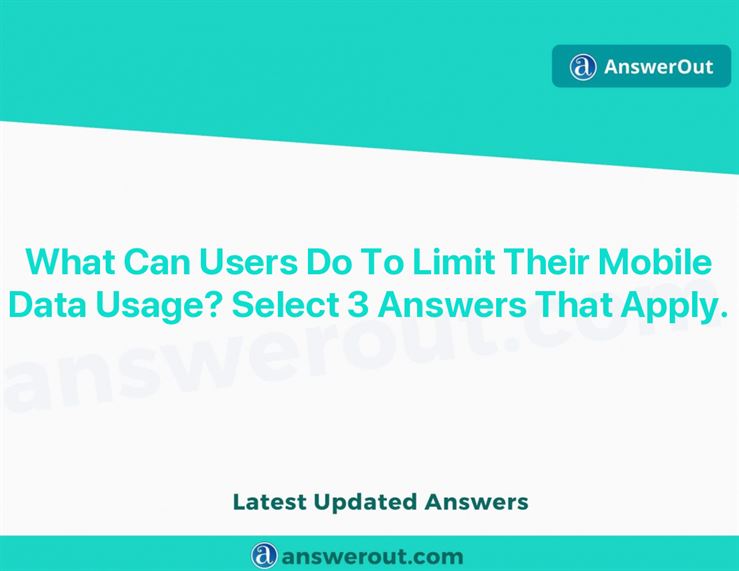 AnswerOut
What Can Users Do To Limit Their Mobile
Data Usage? Select 3 Answers That Apply.
answerout.com
Latest Updated Answers
answerout.com